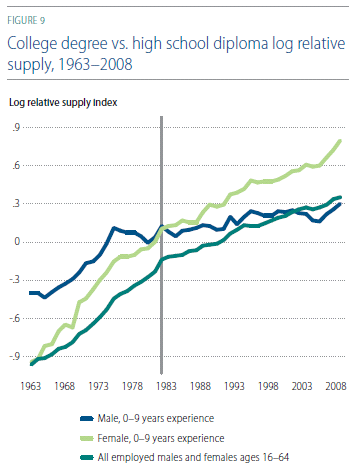 FIGURE 9
College degree vs. high school diploma log relative
supply, 1963–2008
Log relative supply index
.9
.6
.3
0
-.3
-.6
-.9
1963 1968 1973 1978 1983 1988 1993 1998 2003 2008
Male, 0–9 years experience
Female, 0–9 years experience
All employed males and females ages 16–64